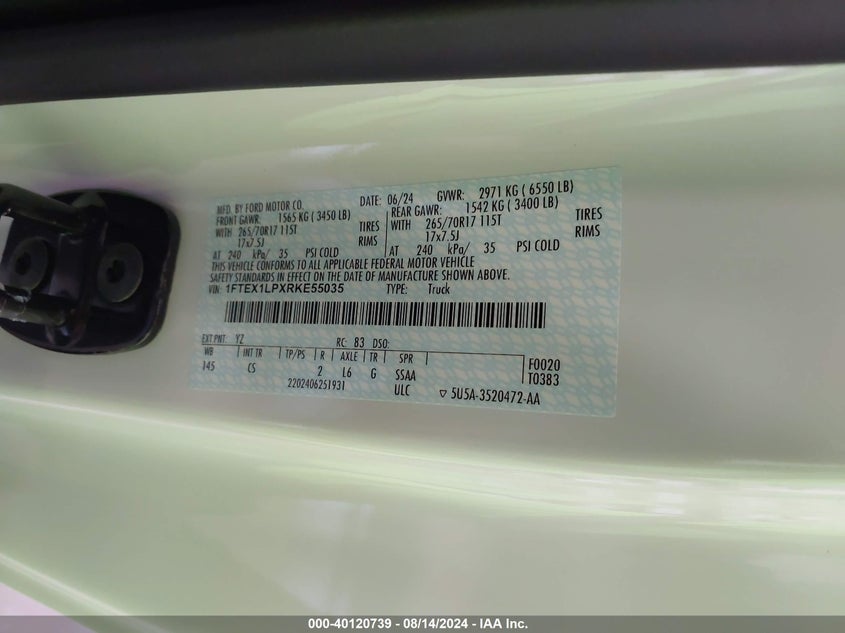 MFD. BY FORD MOTOR CO.
DATE: 06/24 GVWR: 2971 KG ( 6550 LB)
FRONT GAWR: 1565 KG ( 3450 LB) REAR GAWR: 1542 KG ( 3400 LB)
WITH 265/70R17 115T TIRES WITH 265/70R17 115T TIRES
17x7.5J RIMS 17x7.5J RIMS
AT 240 kPa/ 35 PSI COLD AT 240 kPa/ 35 PSI COLD
THIS VEHICLE CONFORMS TO ALL APPLICABLE FEDERAL MOTOR VEHICLE
SAFETY STANDARDS IN EFFECT ON THE DATE OF MANUFACTURE SHOWN ABOVE.
VIN: 1FTEX1LPXRKE55035 TYPE: Truck
EXT PNT: YZ RC: 83 DSO:
WB INT TR TP/PS R AXLE TR SPR F0020
145 CS 2 L6 G SSAA T0383
2202406251931 ULC ▽ 5U5A-3520472-AA
000-40120739 - 08/14/2024 - IAA Inc.